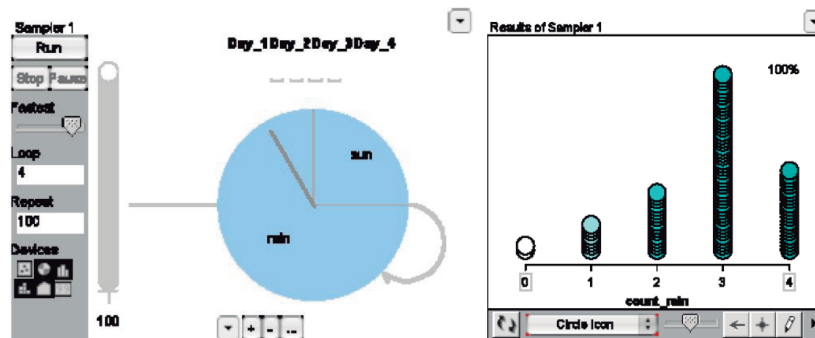 Sampler 1
Run
Stop Pause
Fastest
Loop
4
Repeat
100
Devices
100
Day_1Day_2Day_3Day_4
sun
rain
+ - ...
Results of Sampler 1
100%
0 1 2 3 4
count_rain
Circle Icon